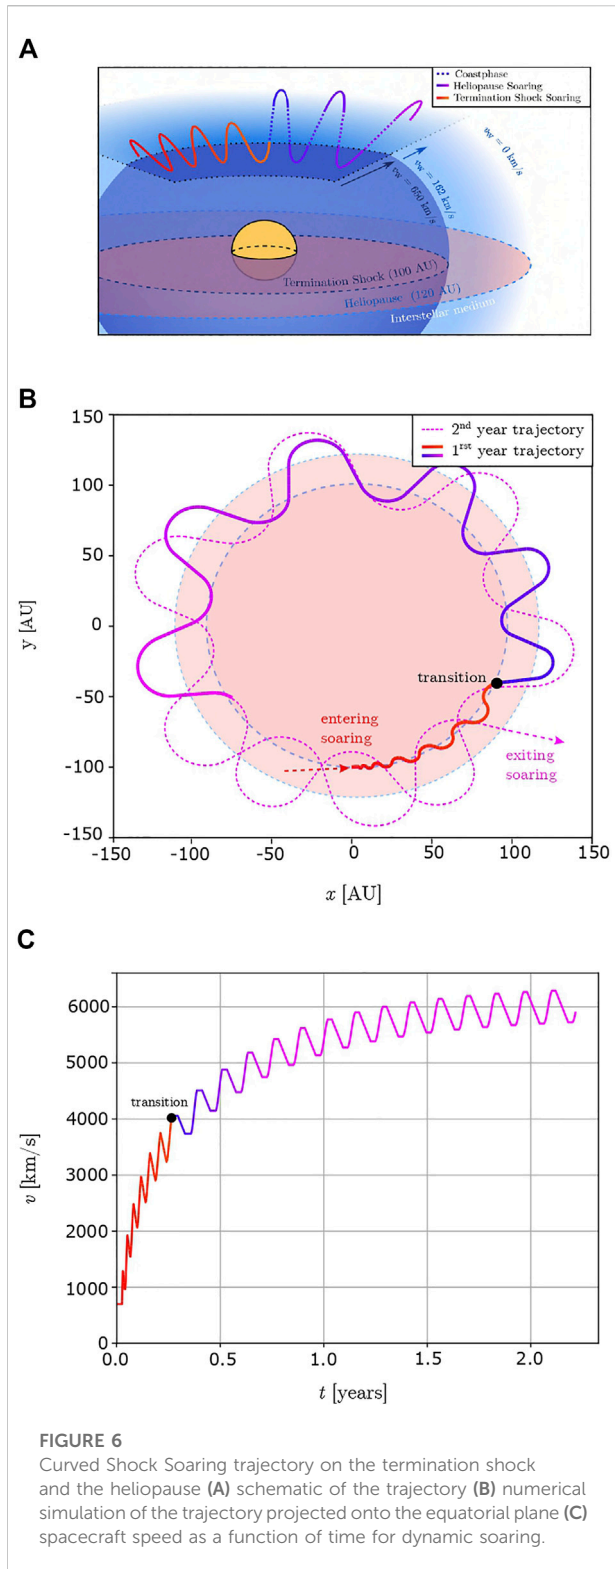 A
Coastphase
Heliopause Soaring
Termination Shock Soaring
v_w = 0 km/s
v_w = 162 km/s
v_w = 650 km/s
Termination Shock (100 AU)
Heliopause (120 AU)
Interstellar medium
B
150
100
50
0
-50
-100
-150
y [AU]
2nd year trajectory
1rst year trajectory
transition
entering
soaring
exiting
soaring
-150 -100 -50 0 50 100 150
x [AU]
C
6000
5000
4000
3000
2000
1000
0
v [km/s]
transition
0.0 0.5 1.0 1.5 2.0
t [years]
FIGURE 6
Curved Shock Soaring trajectory on the termination shock
and the heliopause (A) schematic of the trajectory (B) numerical
simulation of the trajectory projected onto the equatorial plane (C)
spacecraft speed as a function of time for dynamic soaring.